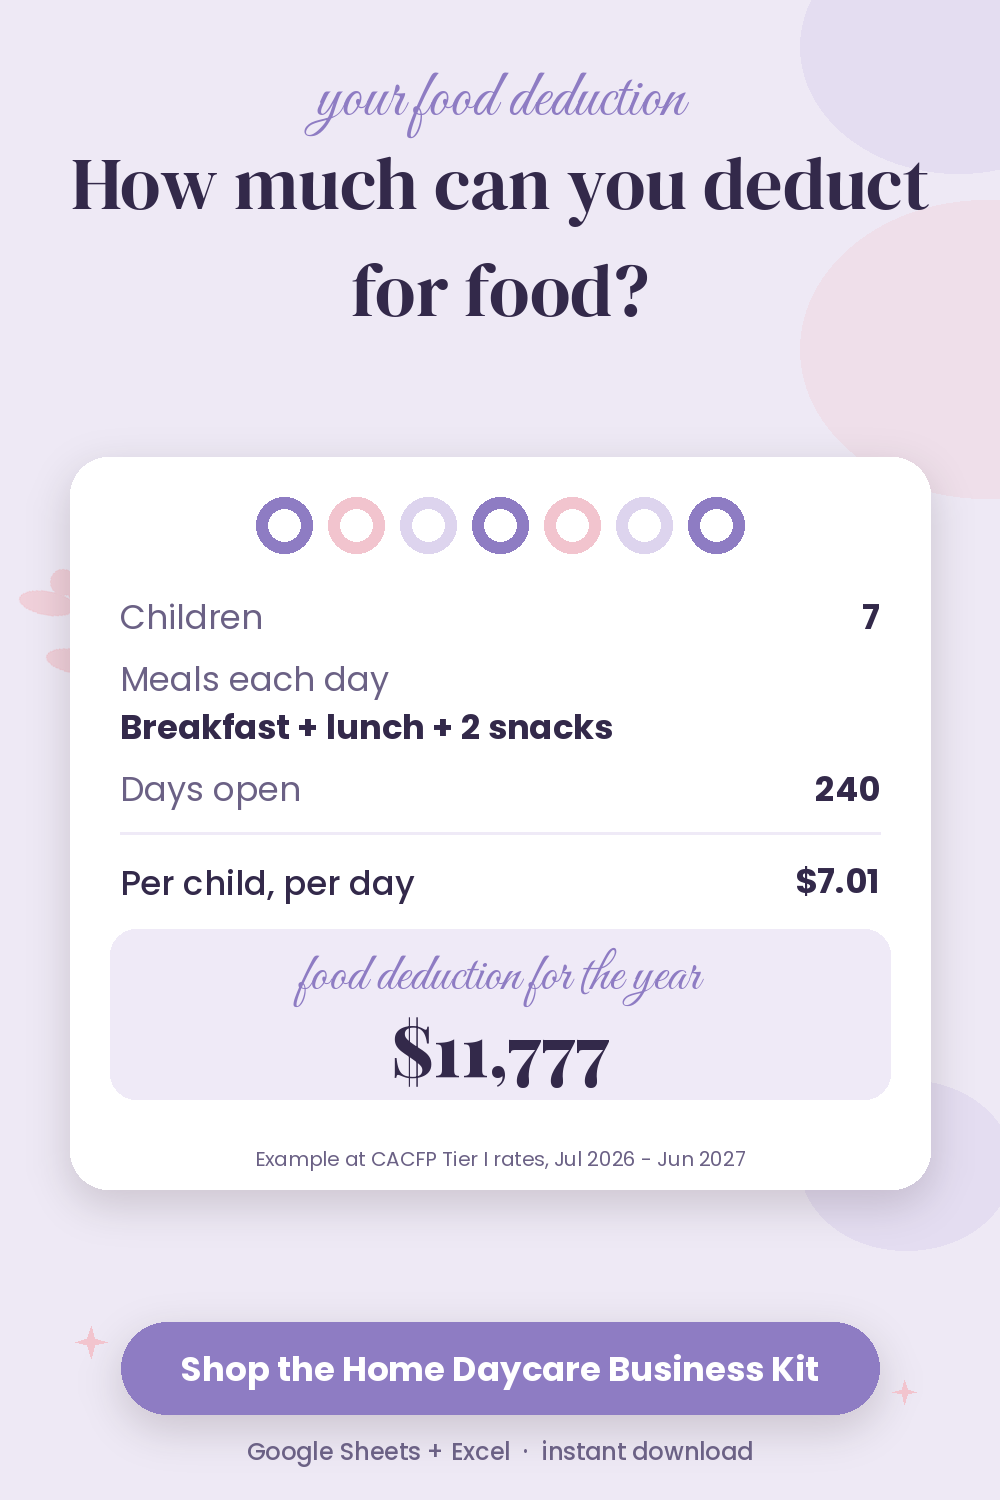 your food deduction
How much can you deduct
for food?
Children 7
Meals each day
Breakfast + lunch + 2 snacks
Days open 240
Per child, per day $7.01
food deduction for the year
$11,777
Example at CACFP Tier I rates, Jul 2026 - Jun 2027
Shop the Home Daycare Business Kit
Google Sheets + Excel · instant download